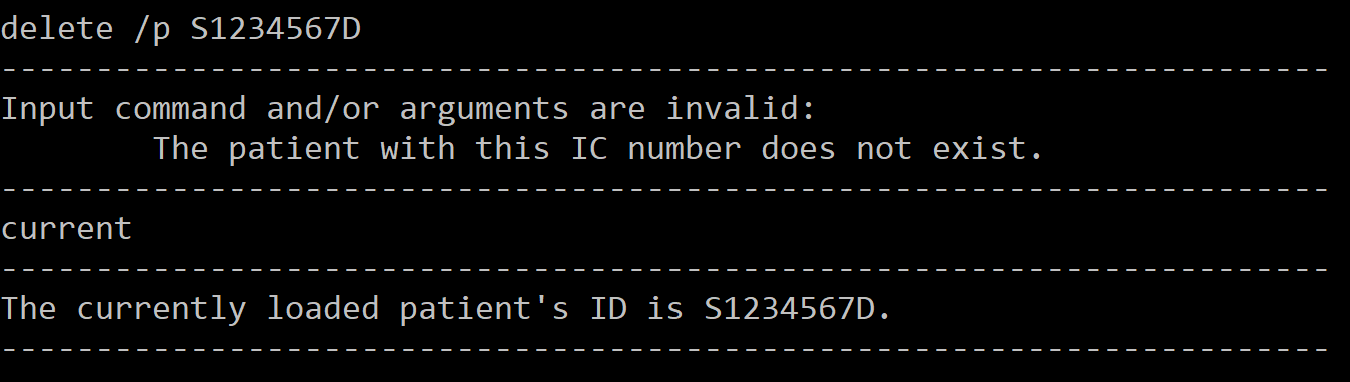 delete /p S1234567D
----------------------------------------------------------------------
Input command and/or arguments are invalid:
The patient with this IC number does not exist.
----------------------------------------------------------------------
current
----------------------------------------------------------------------
The currently loaded patient's ID is S1234567D.
----------------------------------------------------------------------